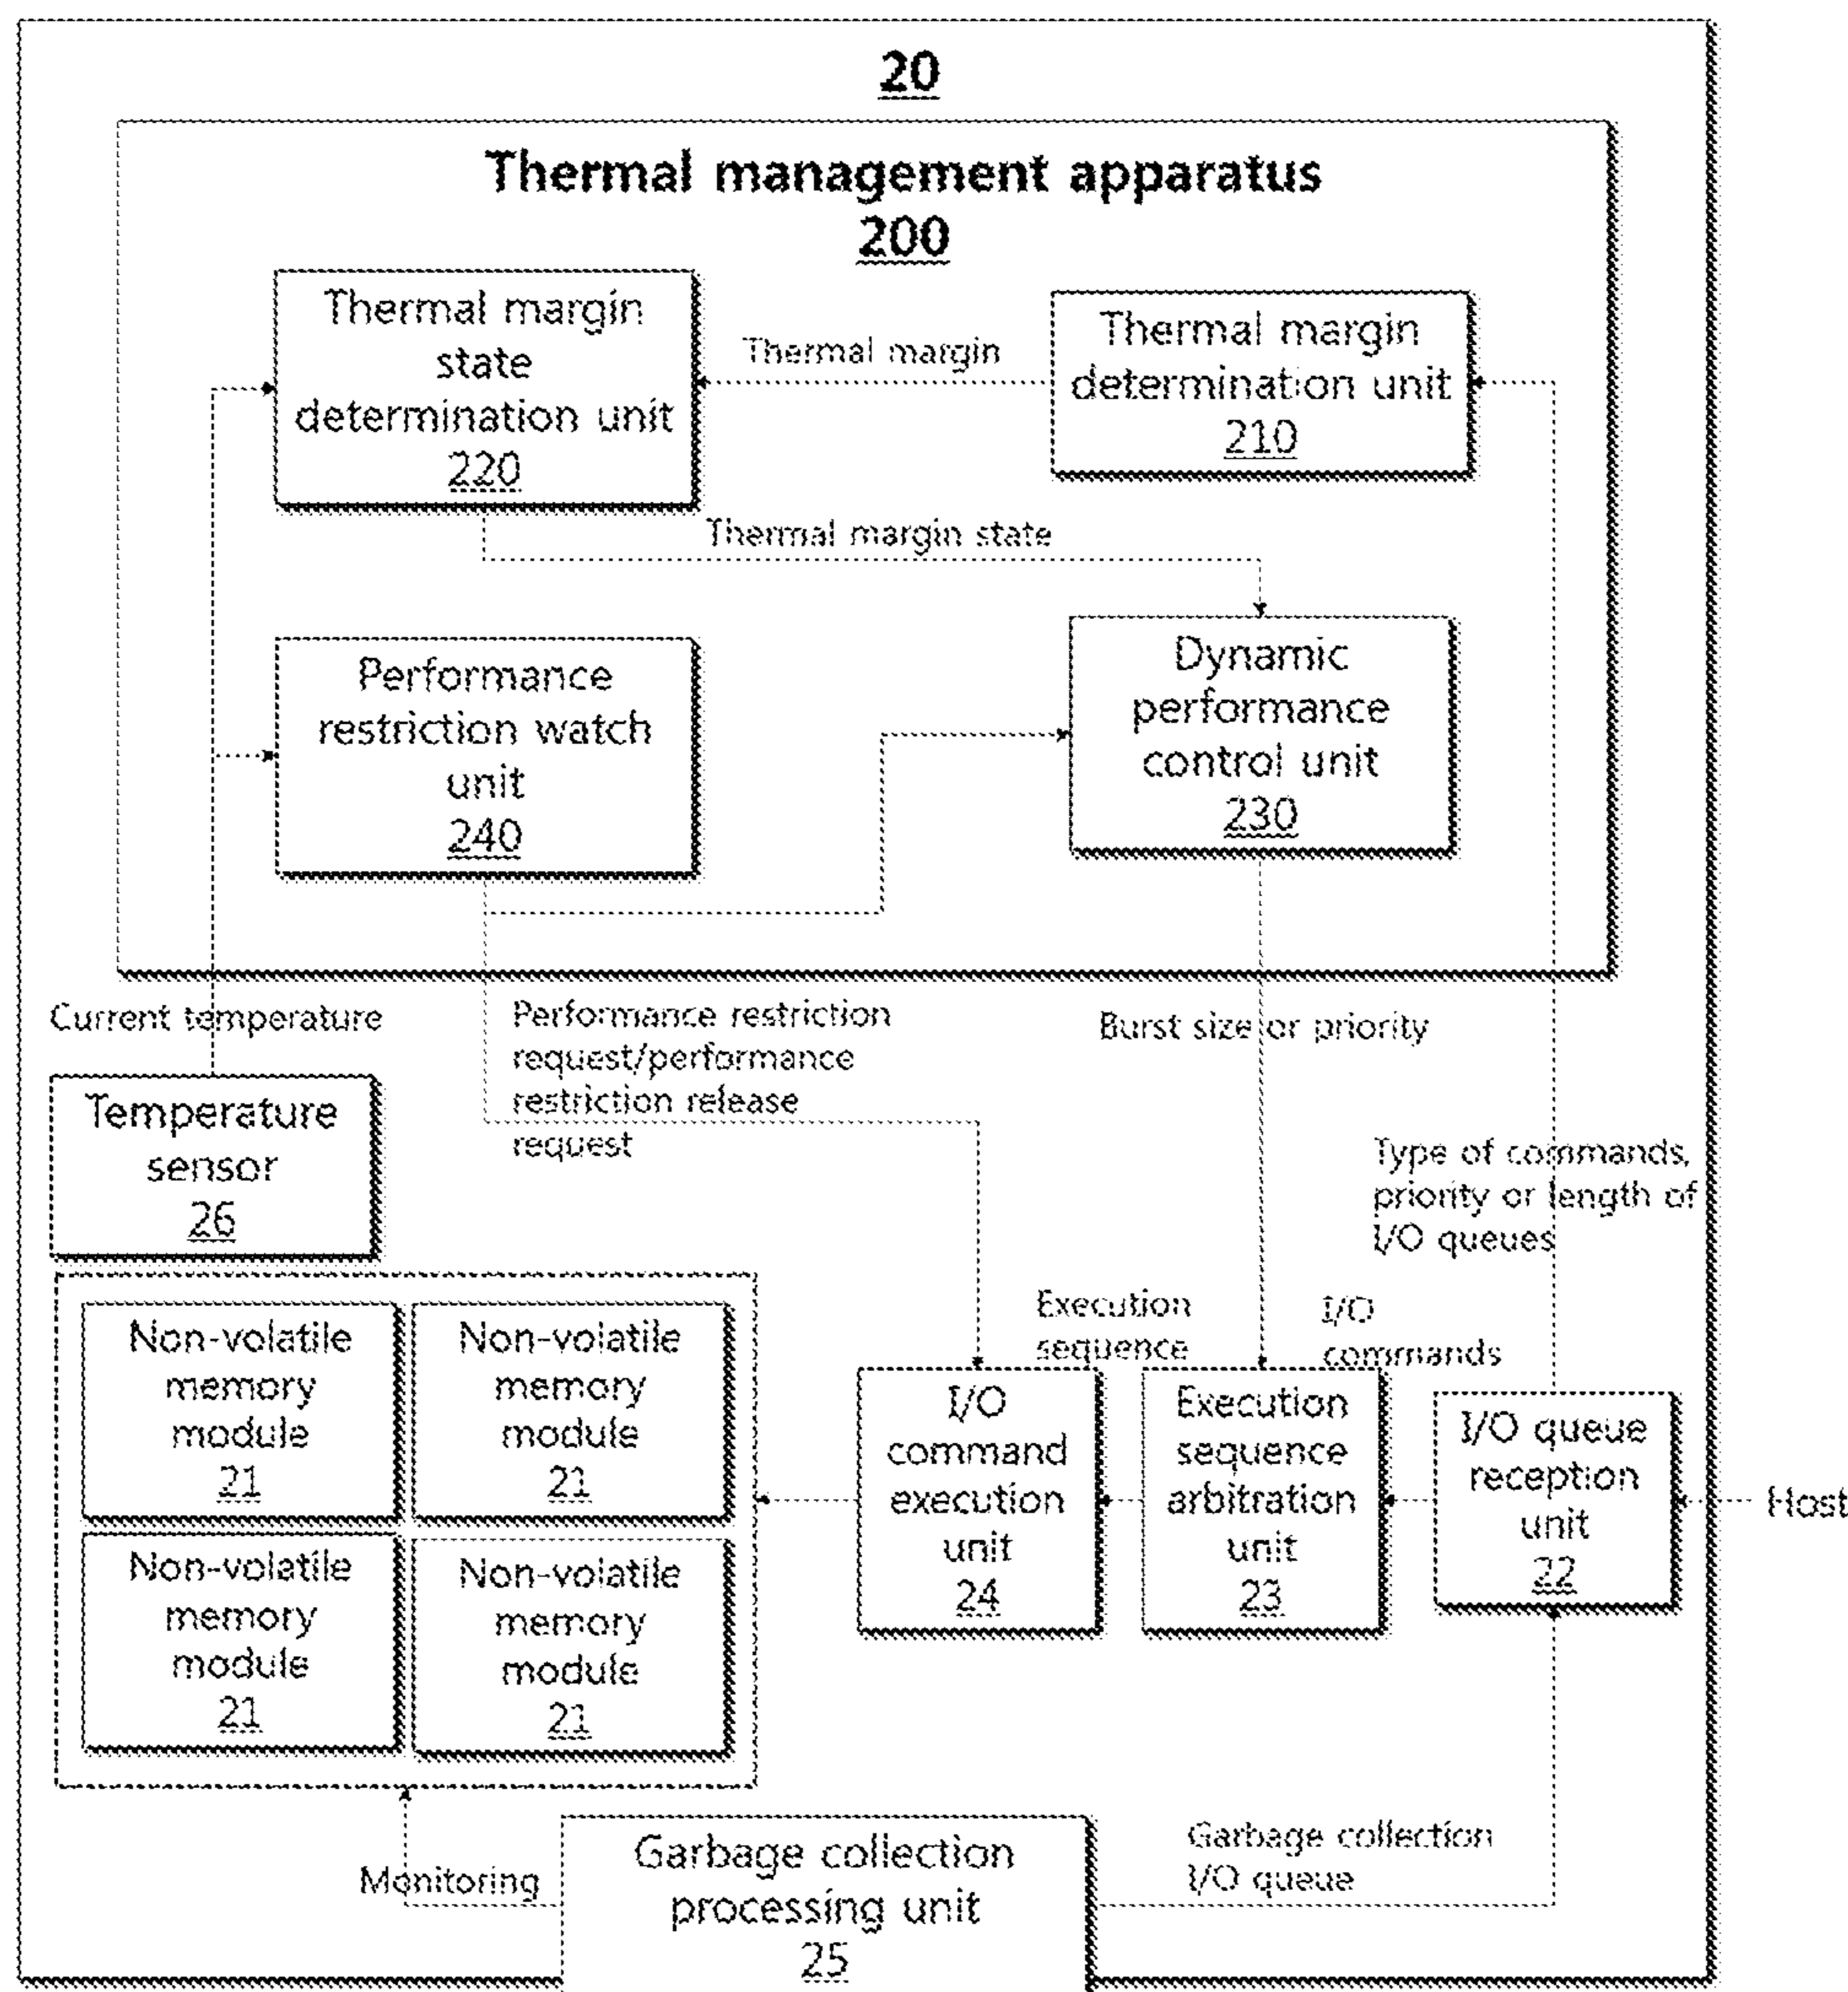 20
Thermal management apparatus
200
Thermal margin
state
determination unit
220
Thermal margin
Thermal margin
determination unit
210
Thermal margin state
Performance
restriction watch
unit
240
Dynamic
performance
control unit
230
Current temperature
Performance restriction
request/performance
restriction release
request
Burst size or priority
Temperature
sensor
26
Type of commands,
priority or length of
I/O queues
Non-volatile
memory
module
21
Non-volatile
memory
module
21
Non-volatile
memory
module
21
Non-volatile
memory
module
21
Execution
sequence
I/O
commands
I/O
command
execution
unit
24
Execution
sequence
arbitration
unit
23
I/O queue
reception
unit
22
Host
Monitoring
Garbage collection
processing unit
25
Garbage collection
I/O queue